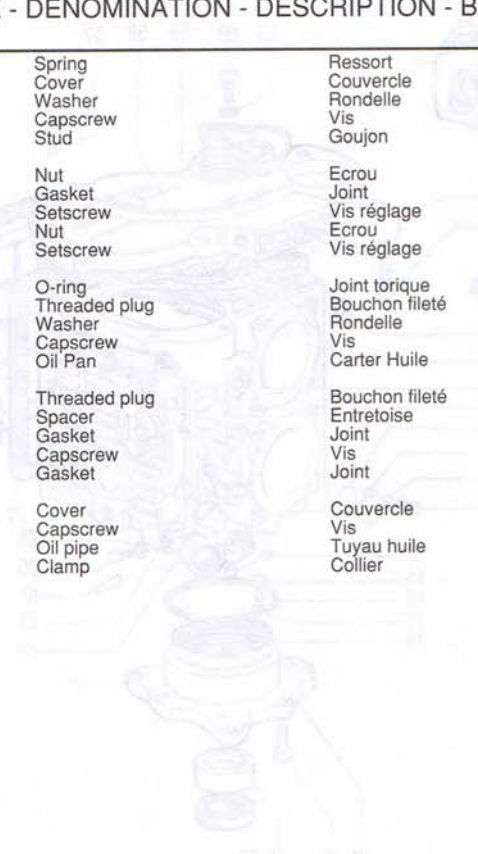 - DENOMINATION - DESCRIPTION - B
Spring Ressort
Cover Couvercle
Washer Rondelle
Capscrew Vis
Stud Goujon
Nut Ecrou
Gasket Joint
Setscrew Vis réglage
Nut Ecrou
Setscrew Vis réglage
O-ring Joint torique
Threaded plug Bouchon fileté
Washer Rondelle
Capscrew Vis
Oil Pan Carter Huile
Threaded plug Bouchon fileté
Spacer Entretoise
Gasket Joint
Capscrew Vis
Gasket Joint
Cover Couvercle
Capscrew Vis
Oil pipe Tuyau huile
Clamp Collier